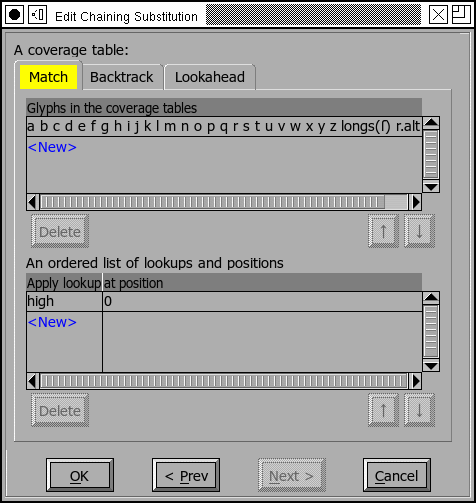 Edit Chaining Substitution
A coverage table:
Match Backtrack Lookahead
Glyphs in the coverage tables
a b c d e f g h i j k l m n o p q r s t u v w x y z longs(ſ) r.alt
<New>
Delete ↑ ↓
An ordered list of lookups and positions
Apply lookup at position
high 0
<New>
Delete ↑ ↓
OK < Prev Next > Cancel